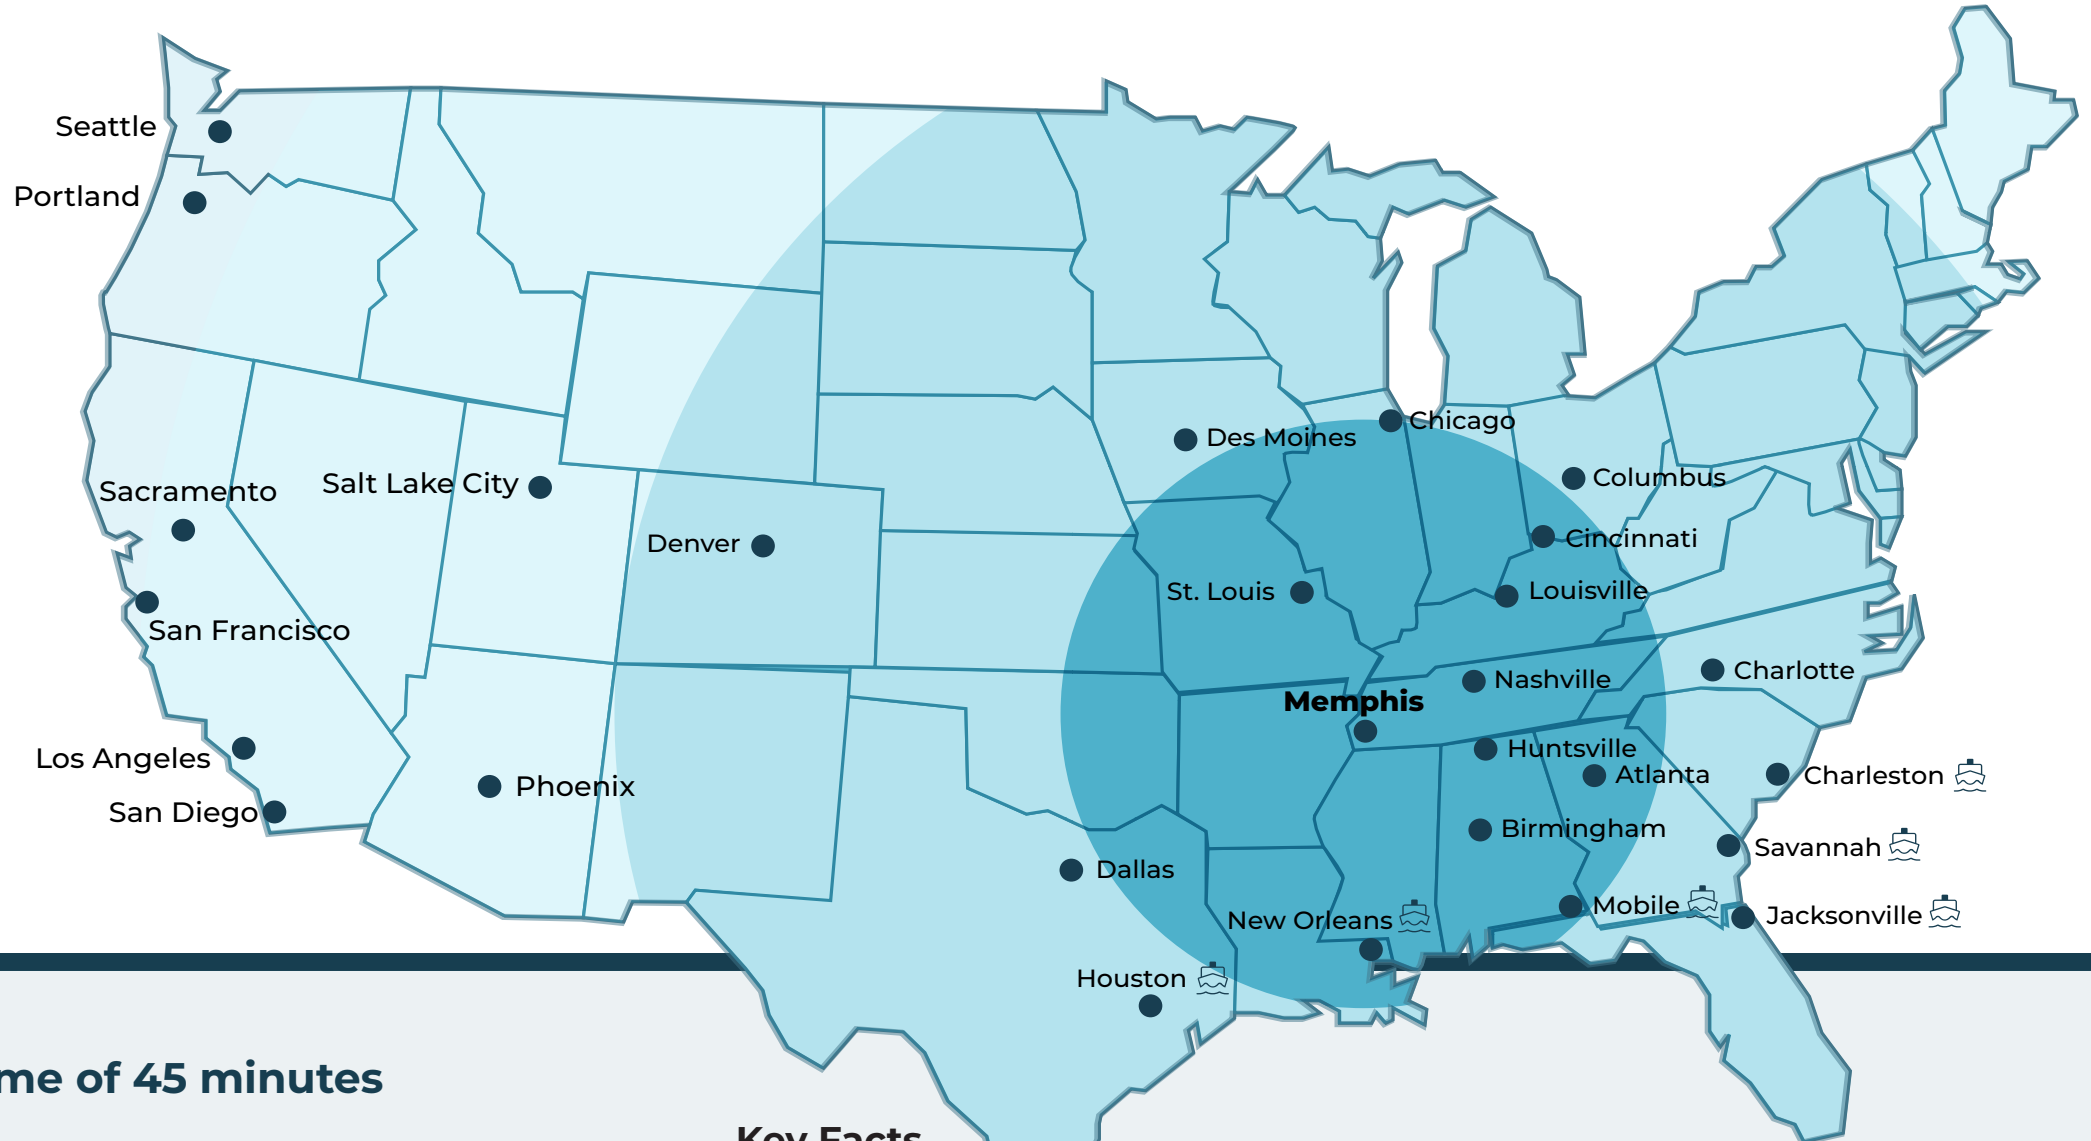 Seattle
Portland
Chicago
Des Moines
Columbus
Salt Lake City
Sacramento
Cincinnati
Denver
St. Louis
Louisville
San Francisco
Charlotte
Nashville
Memphis
Huntsville
Los Angeles
Atlanta
Charleston
Phoenix
San Diego
Birmingham
Savannah
Dallas
Mobile
Jacksonville
New Orleans
Houston
me of 45 minutes
Key Facts